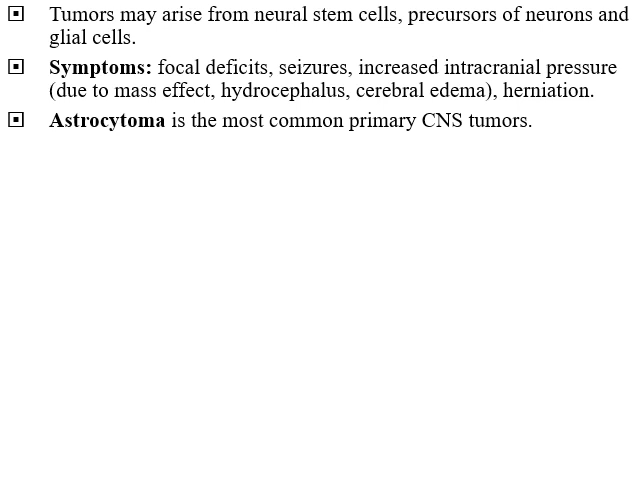 Tumors may arise from neural stem cells, precursors of neurons and
glial cells.
Symptoms: focal deficits, seizures, increased intracranial pressure
(due to mass effect, hydrocephalus, cerebral edema), herniation.
Astrocytoma is the most common primary CNS tumors.